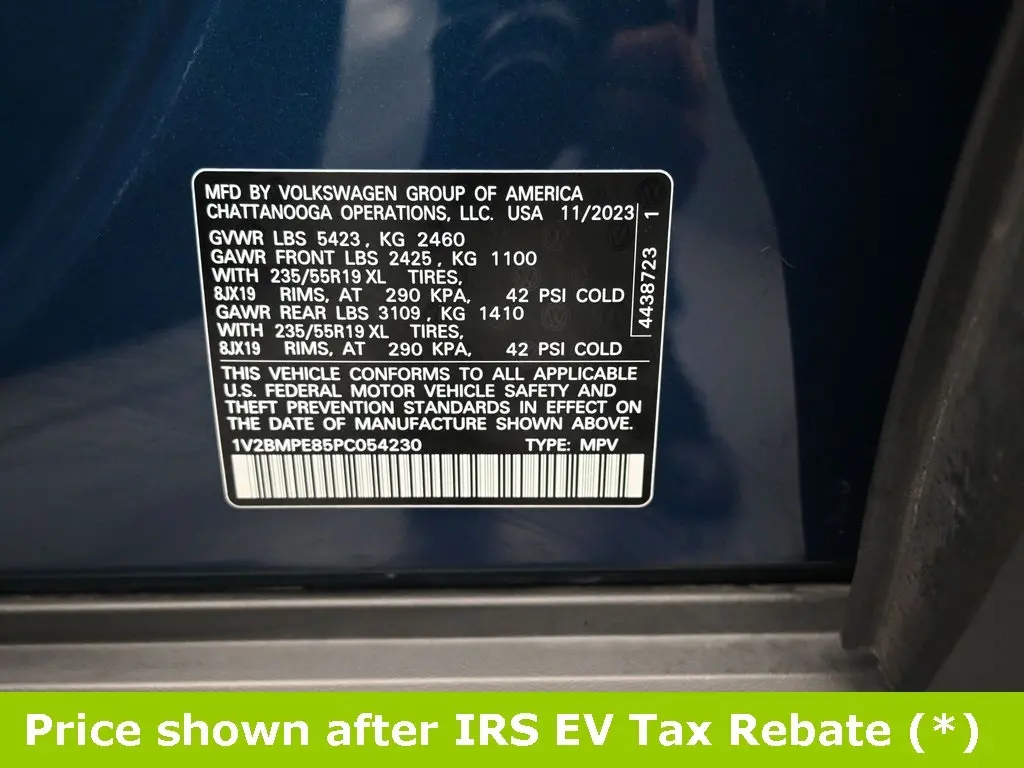 MFD BY VOLKSWAGEN GROUP OF AMERICA
CHATTANOOGA OPERATIONS, LLC. USA 11/2023
GVWR LBS 5423, KG 2460
GAWR FRONT LBS 2425, KG 1100
WITH 235/55R19 XL TIRES,
8JX19 RIMS, AT 290 KPA, 42 PSI COLD
GAWR REAR LBS 3109, KG 1410
WITH 235/55R19 XL TIRES,
8JX19 RIMS, AT 290 KPA, 42 PSI COLD
4438723 1
THIS VEHICLE CONFORMS TO ALL APPLICABLE
U.S. FEDERAL MOTOR VEHICLE SAFETY AND
THEFT PREVENTION STANDARDS IN EFFECT ON
THE DATE OF MANUFACTURE SHOWN ABOVE.
1V2BMPE85PC054230 TYPE: MPV
Price shown after IRS EV Tax Rebate (*)